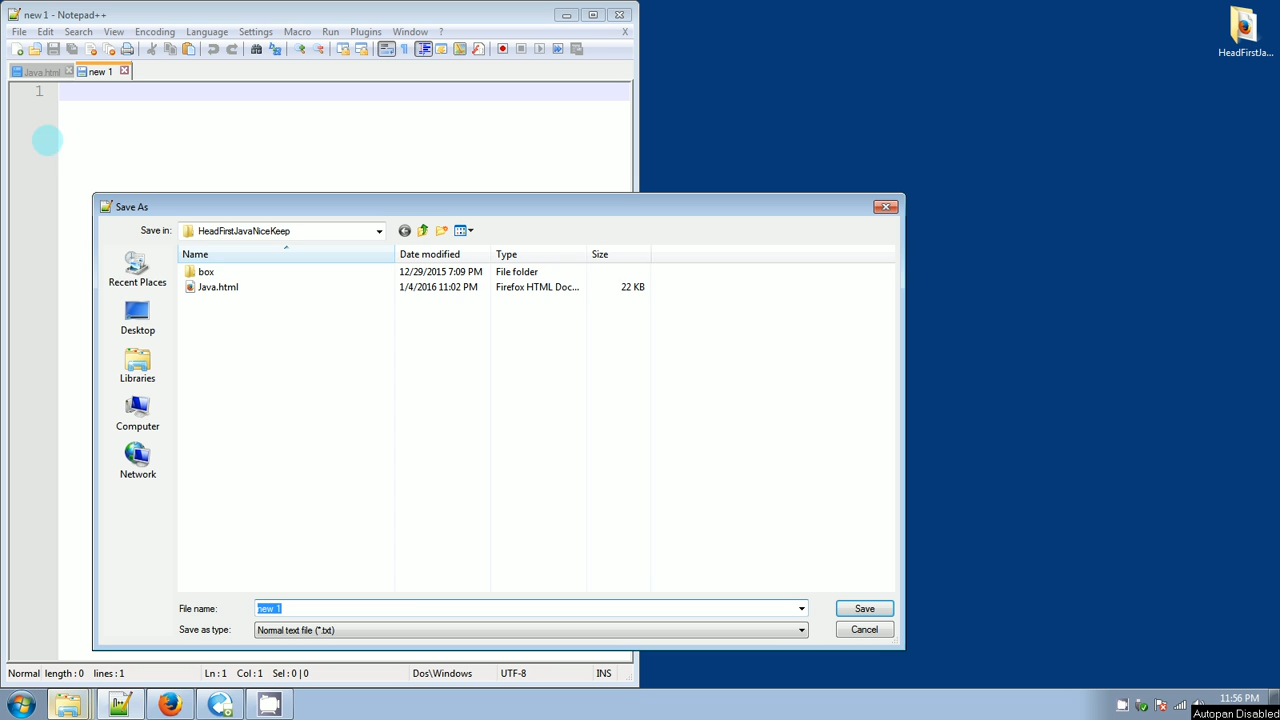 new 1 - Notepad++
File Edit Search View Encoding Language Settings Macro Run Plugins Window ? X
Java.html new 1
1
HeadFirstJa...
Save As
Save in: HeadFirstJavaNiceKeep
Name Date modified Type Size
box 12/29/2015 7:09 PM File folder
Java.html 1/4/2016 11:02 PM Firefox HTML Doc... 22 KB
Recent Places
Desktop
Libraries
Computer
Network
File name: new 1 Save
Save as type: Normal text file (*.txt) Cancel
Normal length : 0 lines : 1 Ln : 1 Col : 1 Sel : 0 | 0 Dos\Windows UTF-8 INS
11:56 PM
Autopan Disabled